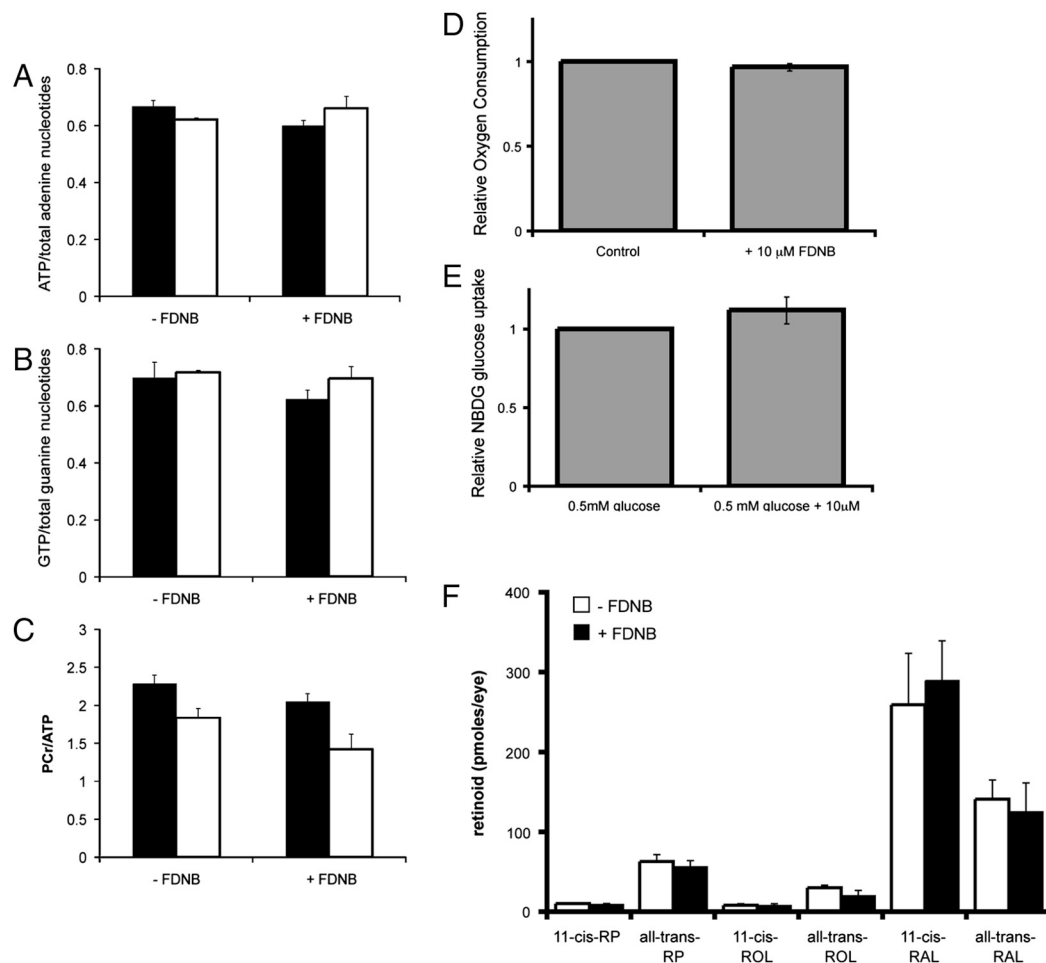 A
ATP/total adenine nucleotides
0.8
0.6
0.4
0.2
0
- FDNB
+ FDNB
B
GTP/total guanine nucleotides
0.8
0.6
0.4
0.2
0
- FDNB
+ FDNB
C
PCr/ATP
3
2.5
2
1.5
1
0.5
0
- FDNB
+ FDNB
D
Relative Oxygen Consumption
1
0.5
0
Control
+ 10 μM FDNB
E
Relative NBDG glucose uptake
1
0.5
0
0.5mM glucose
0.5 mM glucose + 10μM
F
retinoid (pmoles/eye)
400
300
200
100
0
- FDNB
+ FDNB
11-cis-RP
all-trans-
RP
11-cis-
ROL
all-trans-
ROL
11-cis-
RAL
all-trans-
RAL